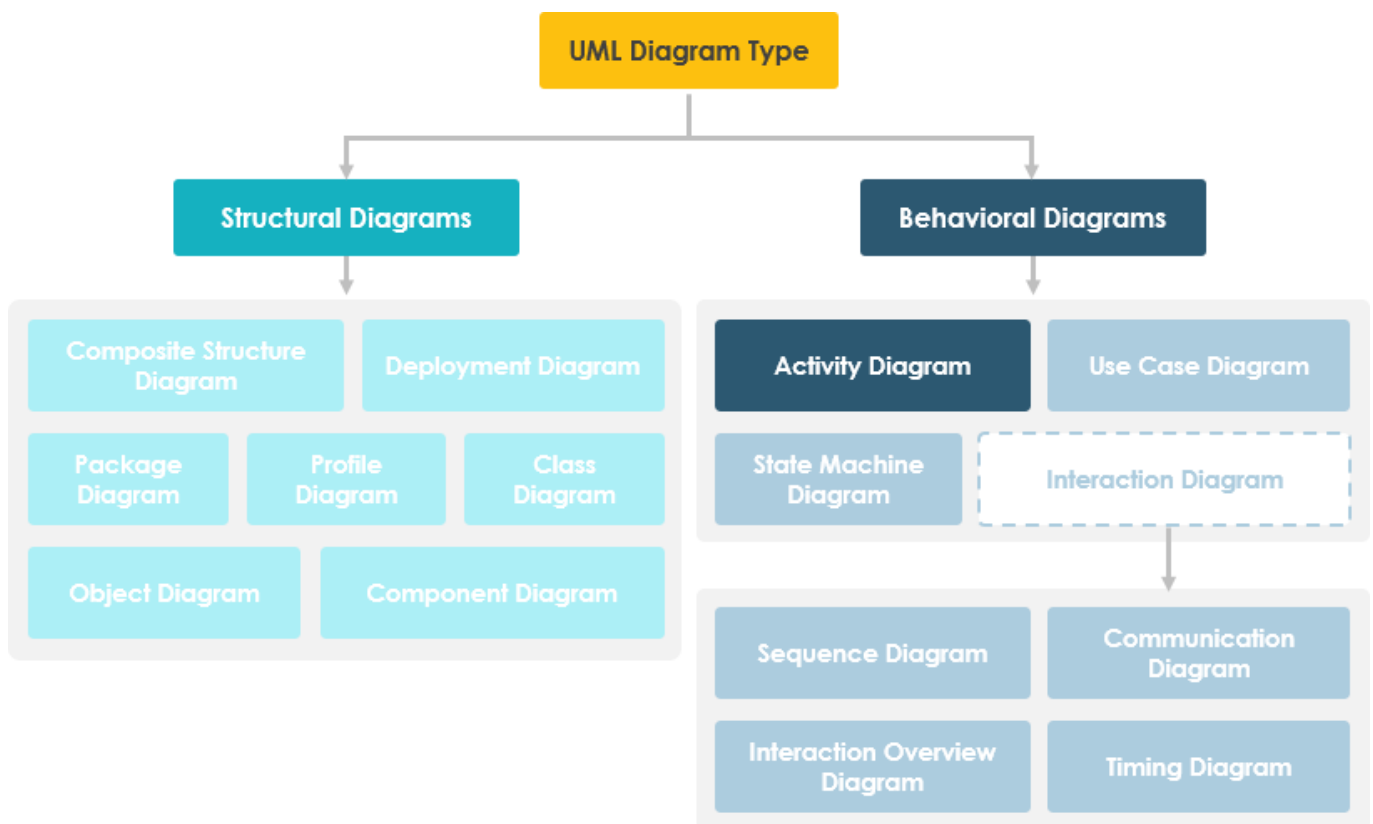 UML Diagram Type
Structural Diagrams
Behavioral Diagrams
Composite Structure
Diagram
Deployment Diagram
Package
Diagram
Profile
Diagram
Class
Diagram
Object Diagram
Component Diagram
Activity Diagram
Use Case Diagram
State Machine
Diagram
Interaction Diagram
Sequence Diagram
Communication
Diagram
Interaction Overview
Diagram
Timing Diagram